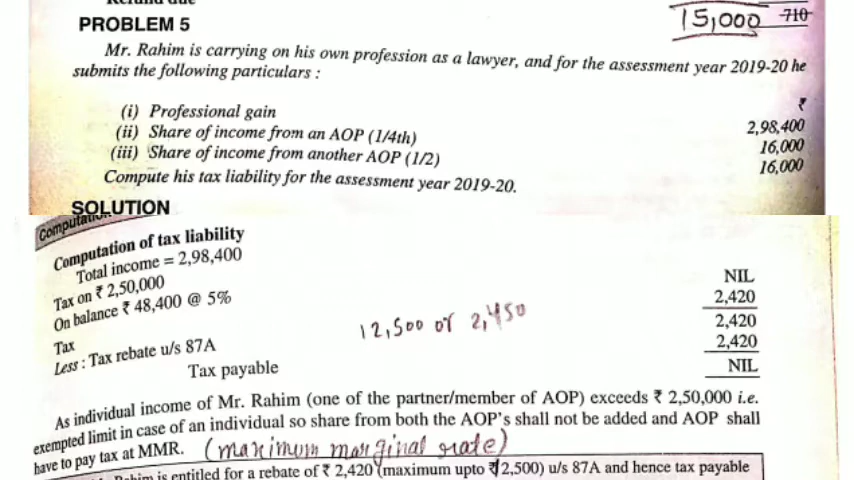 15,000 710
PROBLEM 5
Mr. Rahim is carrying on his own profession as a lawyer, and for the assessment year 2019-20 he
submits the following particulars :
₹
(i) Professional gain 2,98,400
(ii) Share of income from an AOP (1/4th) 16,000
(iii) Share of income from another AOP (1/2) 16,000
Compute his tax liability for the assessment year 2019-20.
SOLUTION
Computation of tax liability
Total income = 2,98,400
Tax on ₹ 2,50,000 NIL
On balance ₹ 48,400 @ 5% 2,420
Tax 2,420
12,500 or 2,450
Less : Tax rebate u/s 87A 2,420
Tax payable NIL
As individual income of Mr. Rahim (one of the partner/member of AOP) exceeds ₹ 2,50,000 i.e.
exempted limit in case of an individual so share from both the AOP's shall not be added and AOP shall
have to pay tax at MMR. (maximum marginal rate)
Rahim is entitled for a rebate of ₹ 2,420 (maximum upto ₹12,500) u/s 87A and hence tax payable